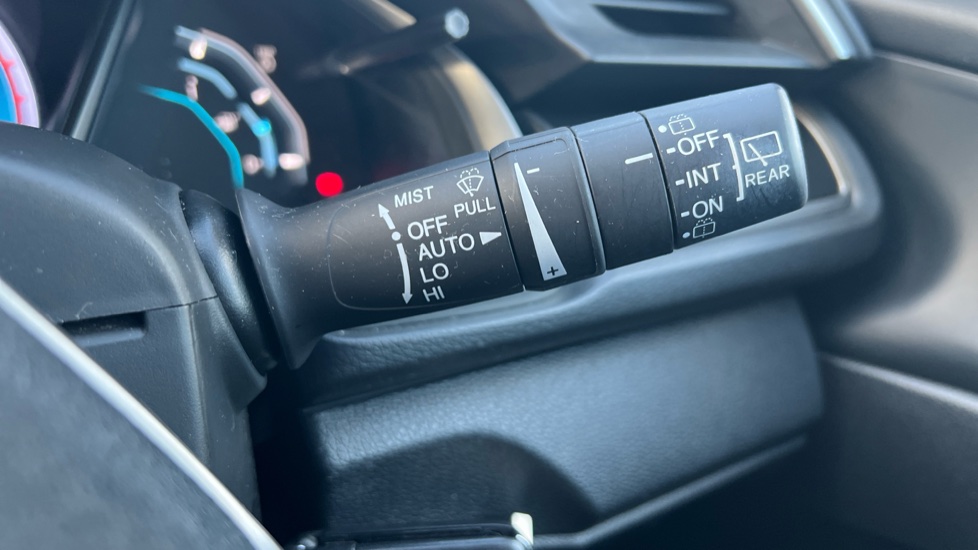 MIST
PULL
OFF
AUTO
LO
HI
- +
OFF
INT
ON
REAR